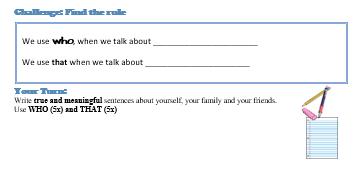 Challenge: Find the rule
We use who, when we talk about _________________________
We use that when we talk about _________________________
Your Turn:
Write true and meaningful sentences about yourself, your family and your friends.
Use WHO (5x) and THAT (5x)